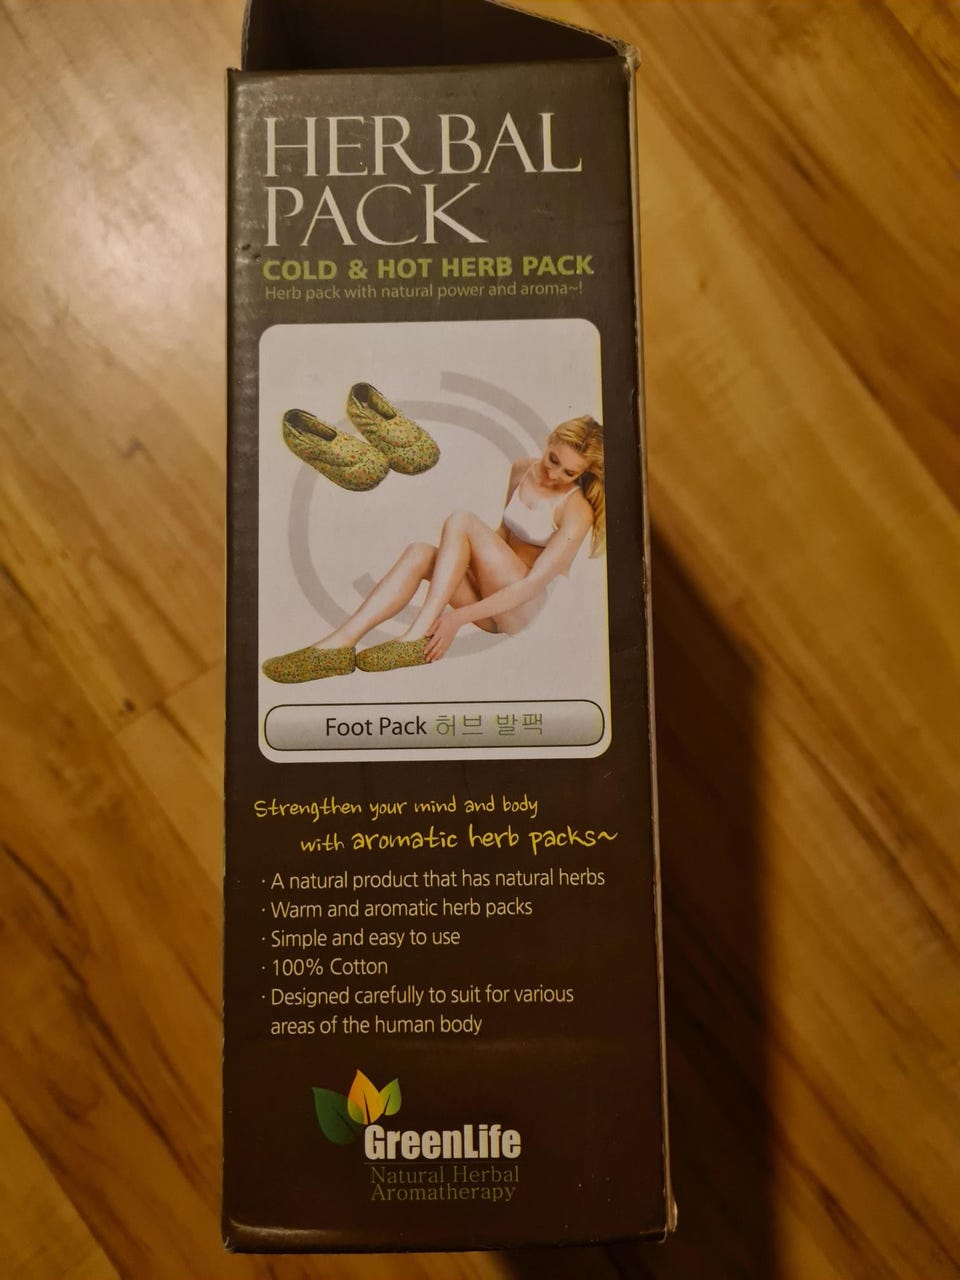 HERBAL
PACK
COLD & HOT HERB PACK
Herb pack with natural power and aroma~!
Foot Pack 허브 발팩
Strengthen your mind and body
with aromatic herb packs~
· A natural product that has natural herbs
· Warm and aromatic herb packs
· Simple and easy to use
· 100% Cotton
· Designed carefully to suit for various
areas of the human body
GreenLife
Natural Herbal
Aromatherapy